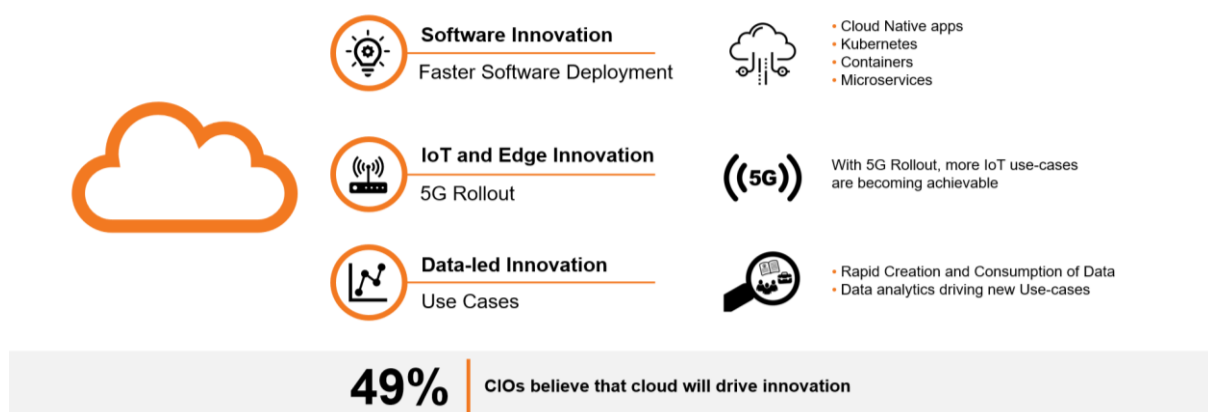 Software Innovation
Faster Software Deployment
• Cloud Native apps
• Kubernetes
• Containers
• Microservices
IoT and Edge Innovation
5G Rollout
((5G))
With 5G Rollout, more IoT use-cases
are becoming achievable
Data-led Innovation
Use Cases
• Rapid Creation and Consumption of Data
• Data analytics driving new Use-cases
49%
CIOs believe that cloud will drive innovation